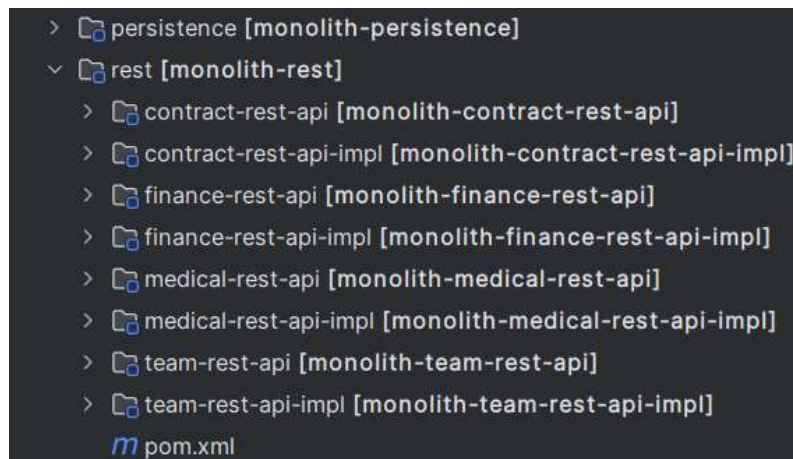 persistence [monolith-persistence]
rest [monolith-rest]
contract-rest-api [monolith-contract-rest-api]
contract-rest-api-impl [monolith-contract-rest-api-impl]
finance-rest-api [monolith-finance-rest-api]
finance-rest-api-impl [monolith-finance-rest-api-impl]
medical-rest-api [monolith-medical-rest-api]
medical-rest-api-impl [monolith-medical-rest-api-impl]
team-rest-api [monolith-team-rest-api]
team-rest-api-impl [monolith-team-rest-api-impl]
m pom.xml